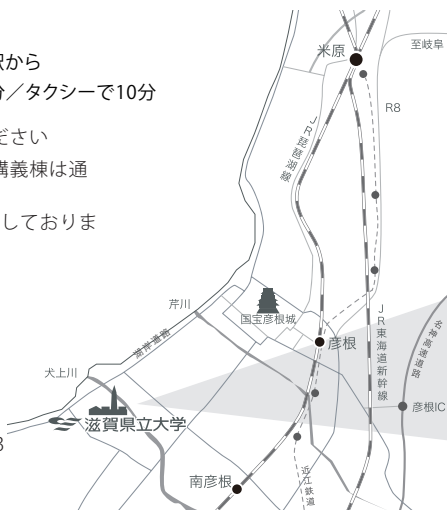 駅から
分／タクシーで10分
ださい
講義棟は通
しておりま
米原
至岐阜
R8
JR琵琶湖線
芹川
国宝彦根城
彦根
JR東海道新幹線
名神高速道路
犬上川
滋賀県立大学
彦根IC
南彦根
近江鉄道